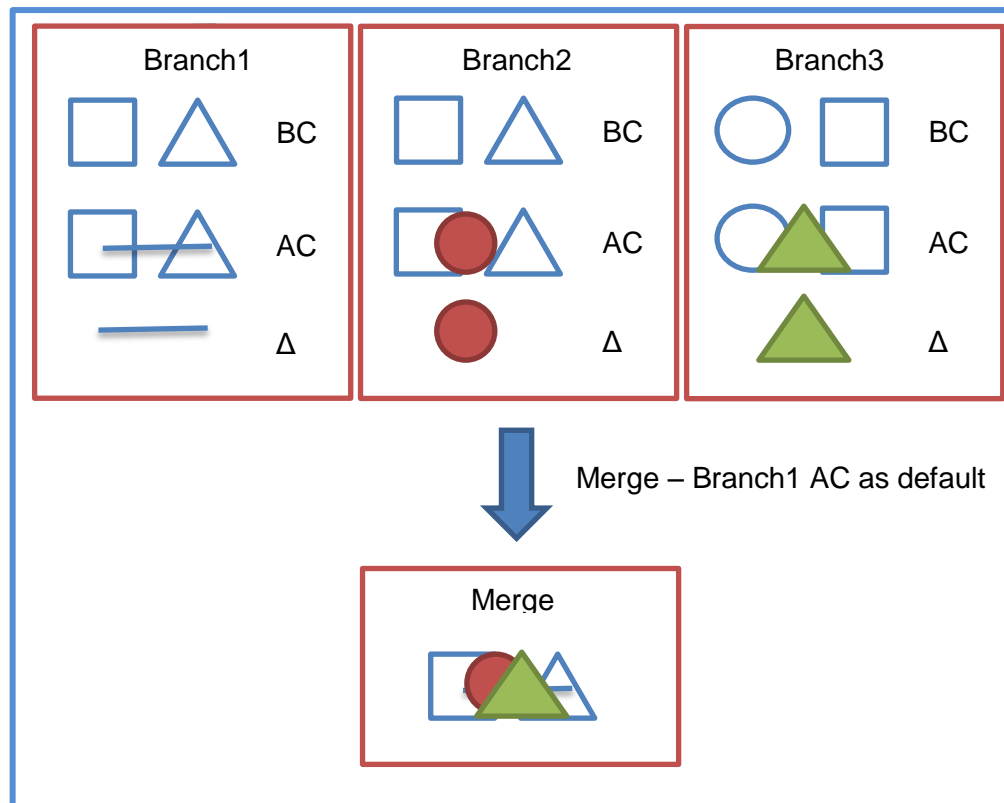 Branch1
BC
AC
Δ
Branch2
BC
AC
Δ
Branch3
BC
AC
Δ
Merge – Branch1 AC as default
Merge